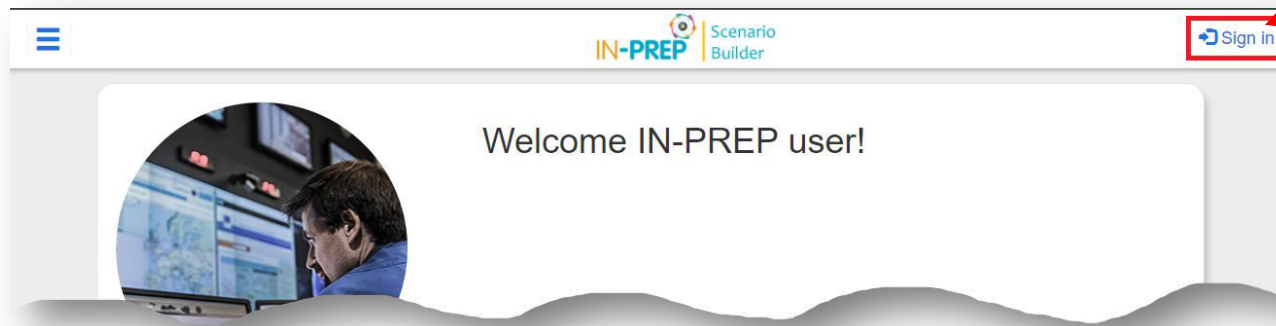 IN-PREP
Scenario
Builder
Sign in
Welcome IN-PREP user!